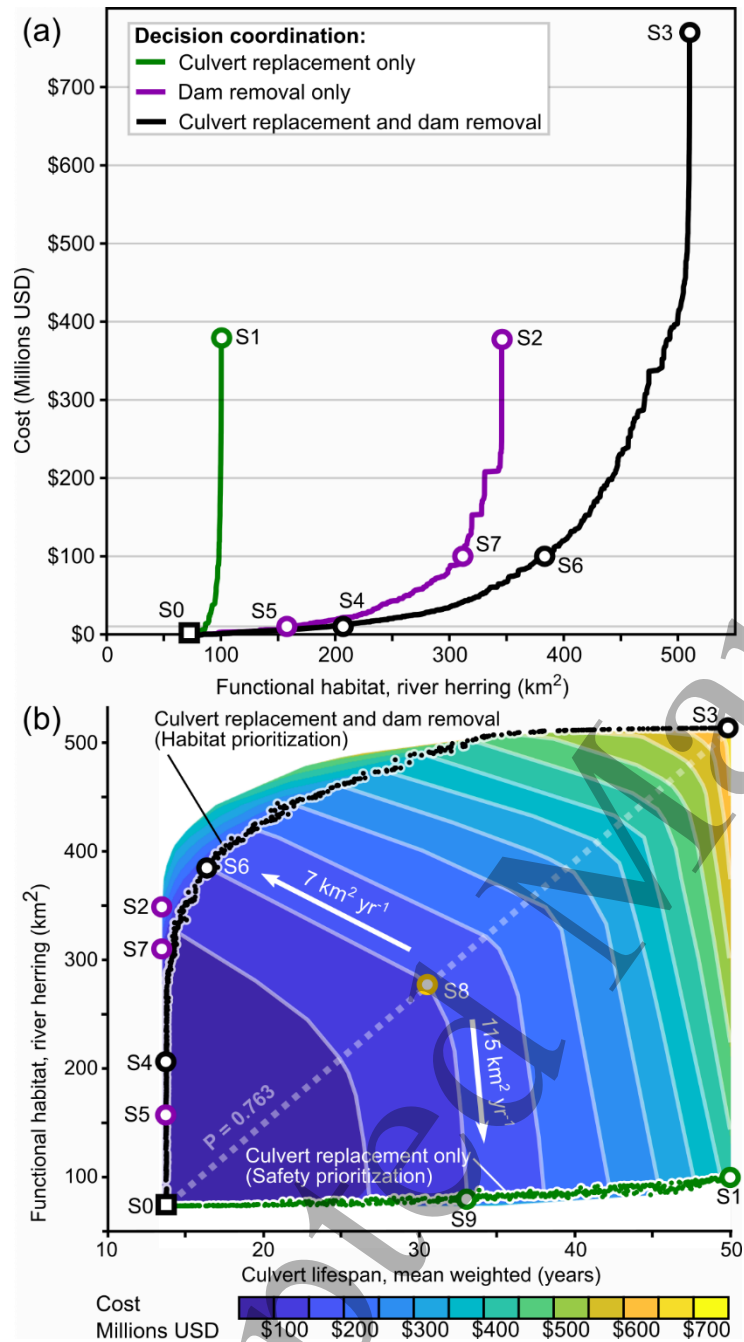 (a)
Decision coordination:
Culvert replacement only
Dam removal only
Culvert replacement and dam removal
S3
$700
$600
$500
$400
$300
$200
$100
$0
Cost (Millions USD)
S1
S2
S7
S6
S0
S5
S4
0
100
200
300
400
500
Functional habitat, river herring (km²)
(b)
Culvert replacement and dam removal
(Habitat prioritization)
S3
500
400
300
200
100
Functional habitat, river herring (km²)
S6
S2
S7
7 km² yr⁻¹
S8
115 km² yr⁻¹
S4
S5
P = 0.763
Culvert replacement only
(Safety prioritization)
S0
S9
S1
10
20
30
40
50
Culvert lifespan, mean weighted (years)
Cost
Millions USD
$100
$200
$300
$400
$500
$600
$700